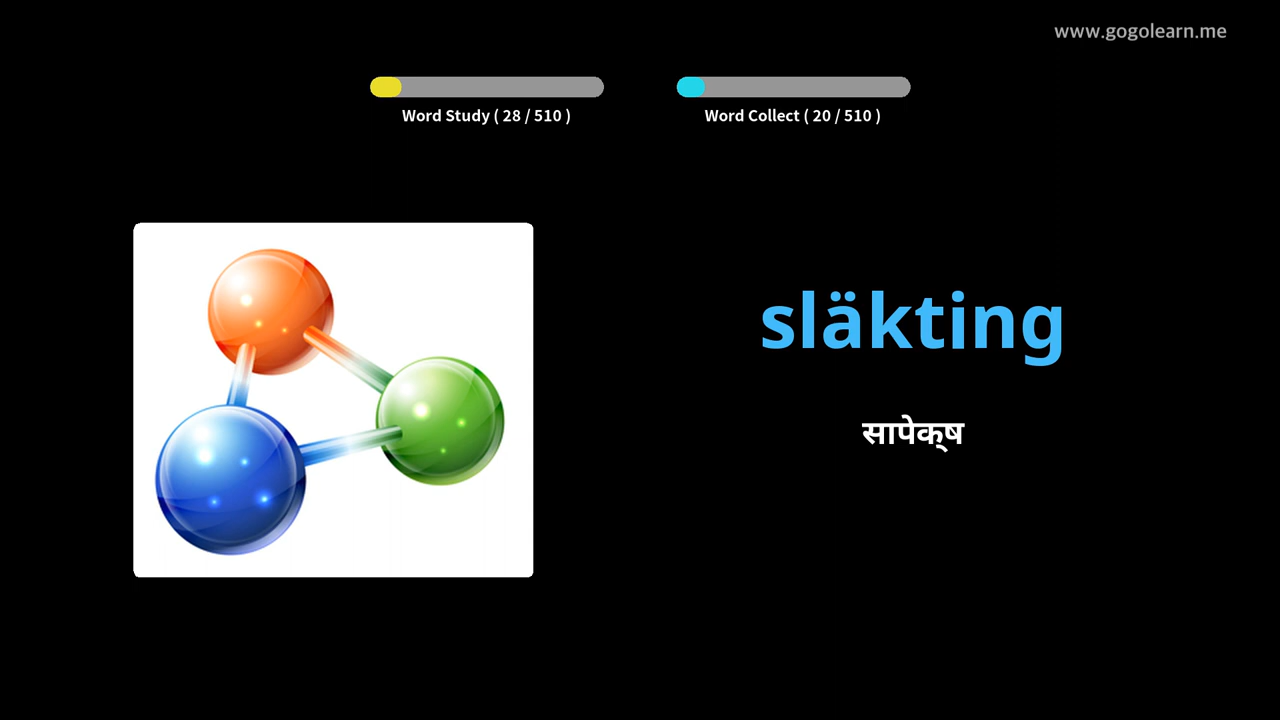 www.gogolearn.me
Word Study ( 28 / 510 )
Word Collect ( 20 / 510 )
släkting
सापेक्ष